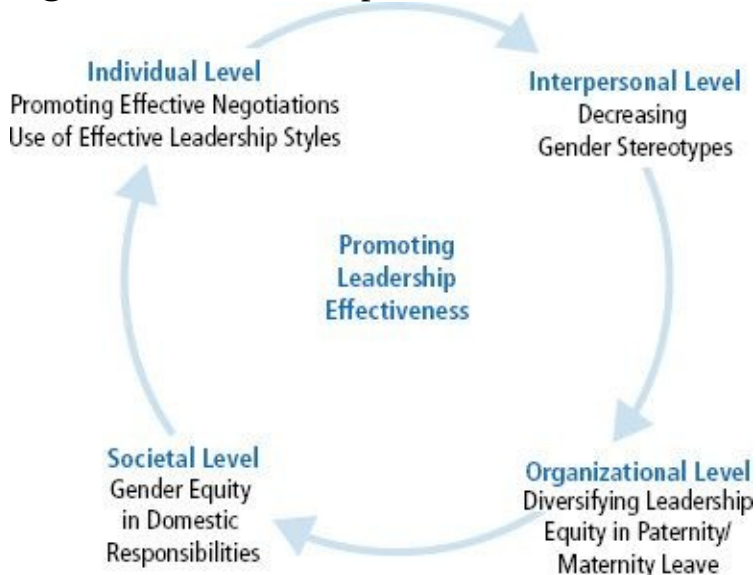 Individual Level
Promoting Effective Negotiations
Use of Effective Leadership Styles
Interpersonal Level
Decreasing
Gender Stereotypes
Promoting
Leadership
Effectiveness
Societal Level
Gender Equity
in Domestic
Responsibilities
Organizational Level
Diversifying Leadership
Equity in Paternity/
Maternity Leave